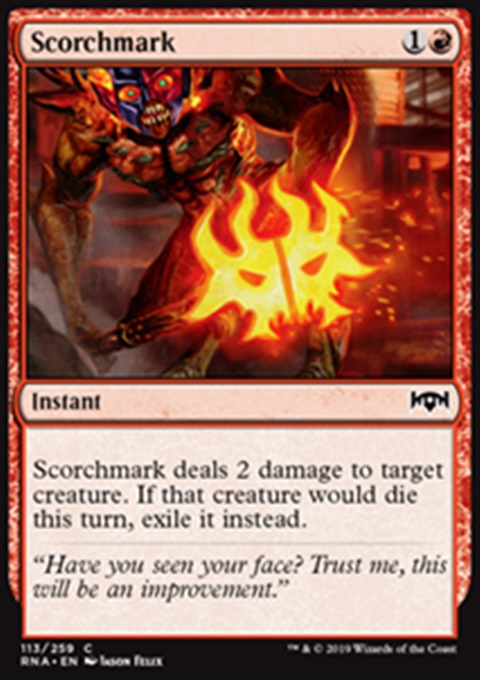 Scorchmark 1
Instant
Scorchmark deals 2 damage to target
creature. If that creature would die
this turn, exile it instead.
“Have you seen your face? Trust me, this
will be an improvement.”
113/259 C
RNA • EN Jason Felix
™ & © 2019 Wizards of the Coast